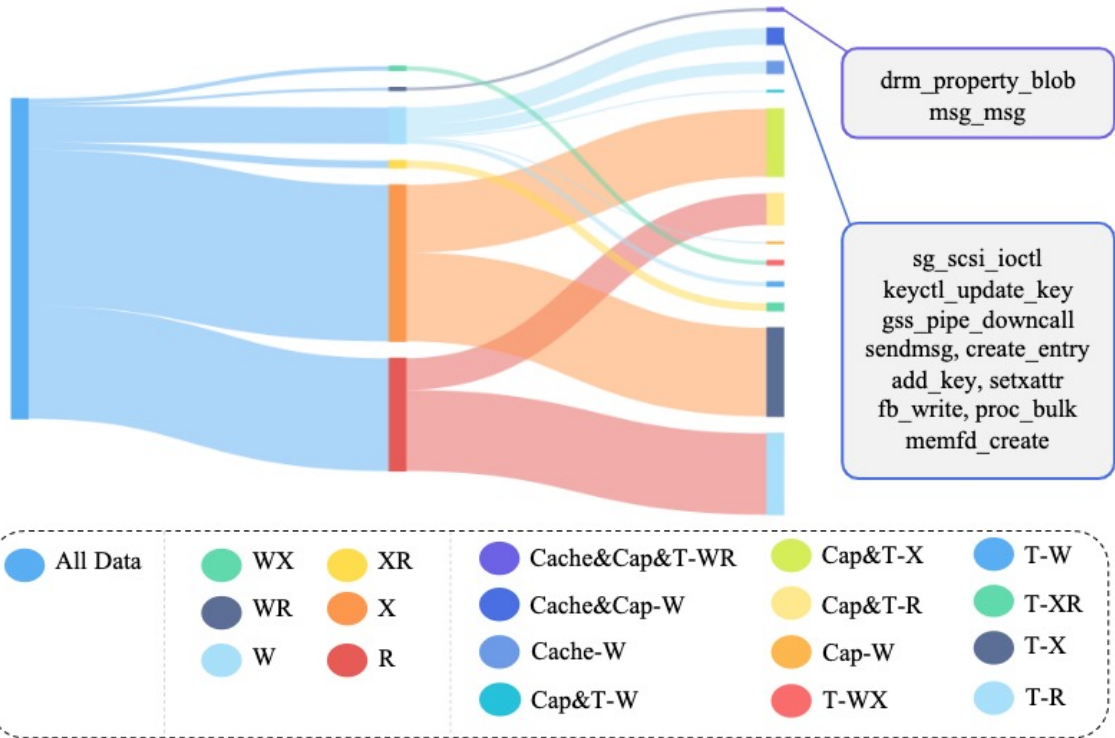 drm_property_blob
msg_msg
sg_scsi_ioctl
keyctl_update_key
gss_pipe_downcall
sendmsg, create_entry
add_key, setxattr
fb_write, proc_bulk
memfd_create
All Data
WX
WR
W
XR
X
R
Cache&Cap&T-WR
Cache&Cap-W
Cache-W
Cap&T-W
Cap&T-X
Cap&T-R
Cap-W
T-WX
T-W
T-XR
T-X
T-R